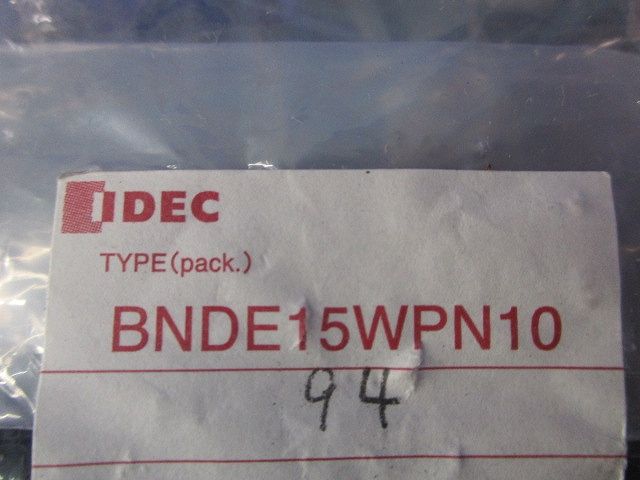 IDEC
TYPE(pack.)
BNDE15WPN10
94